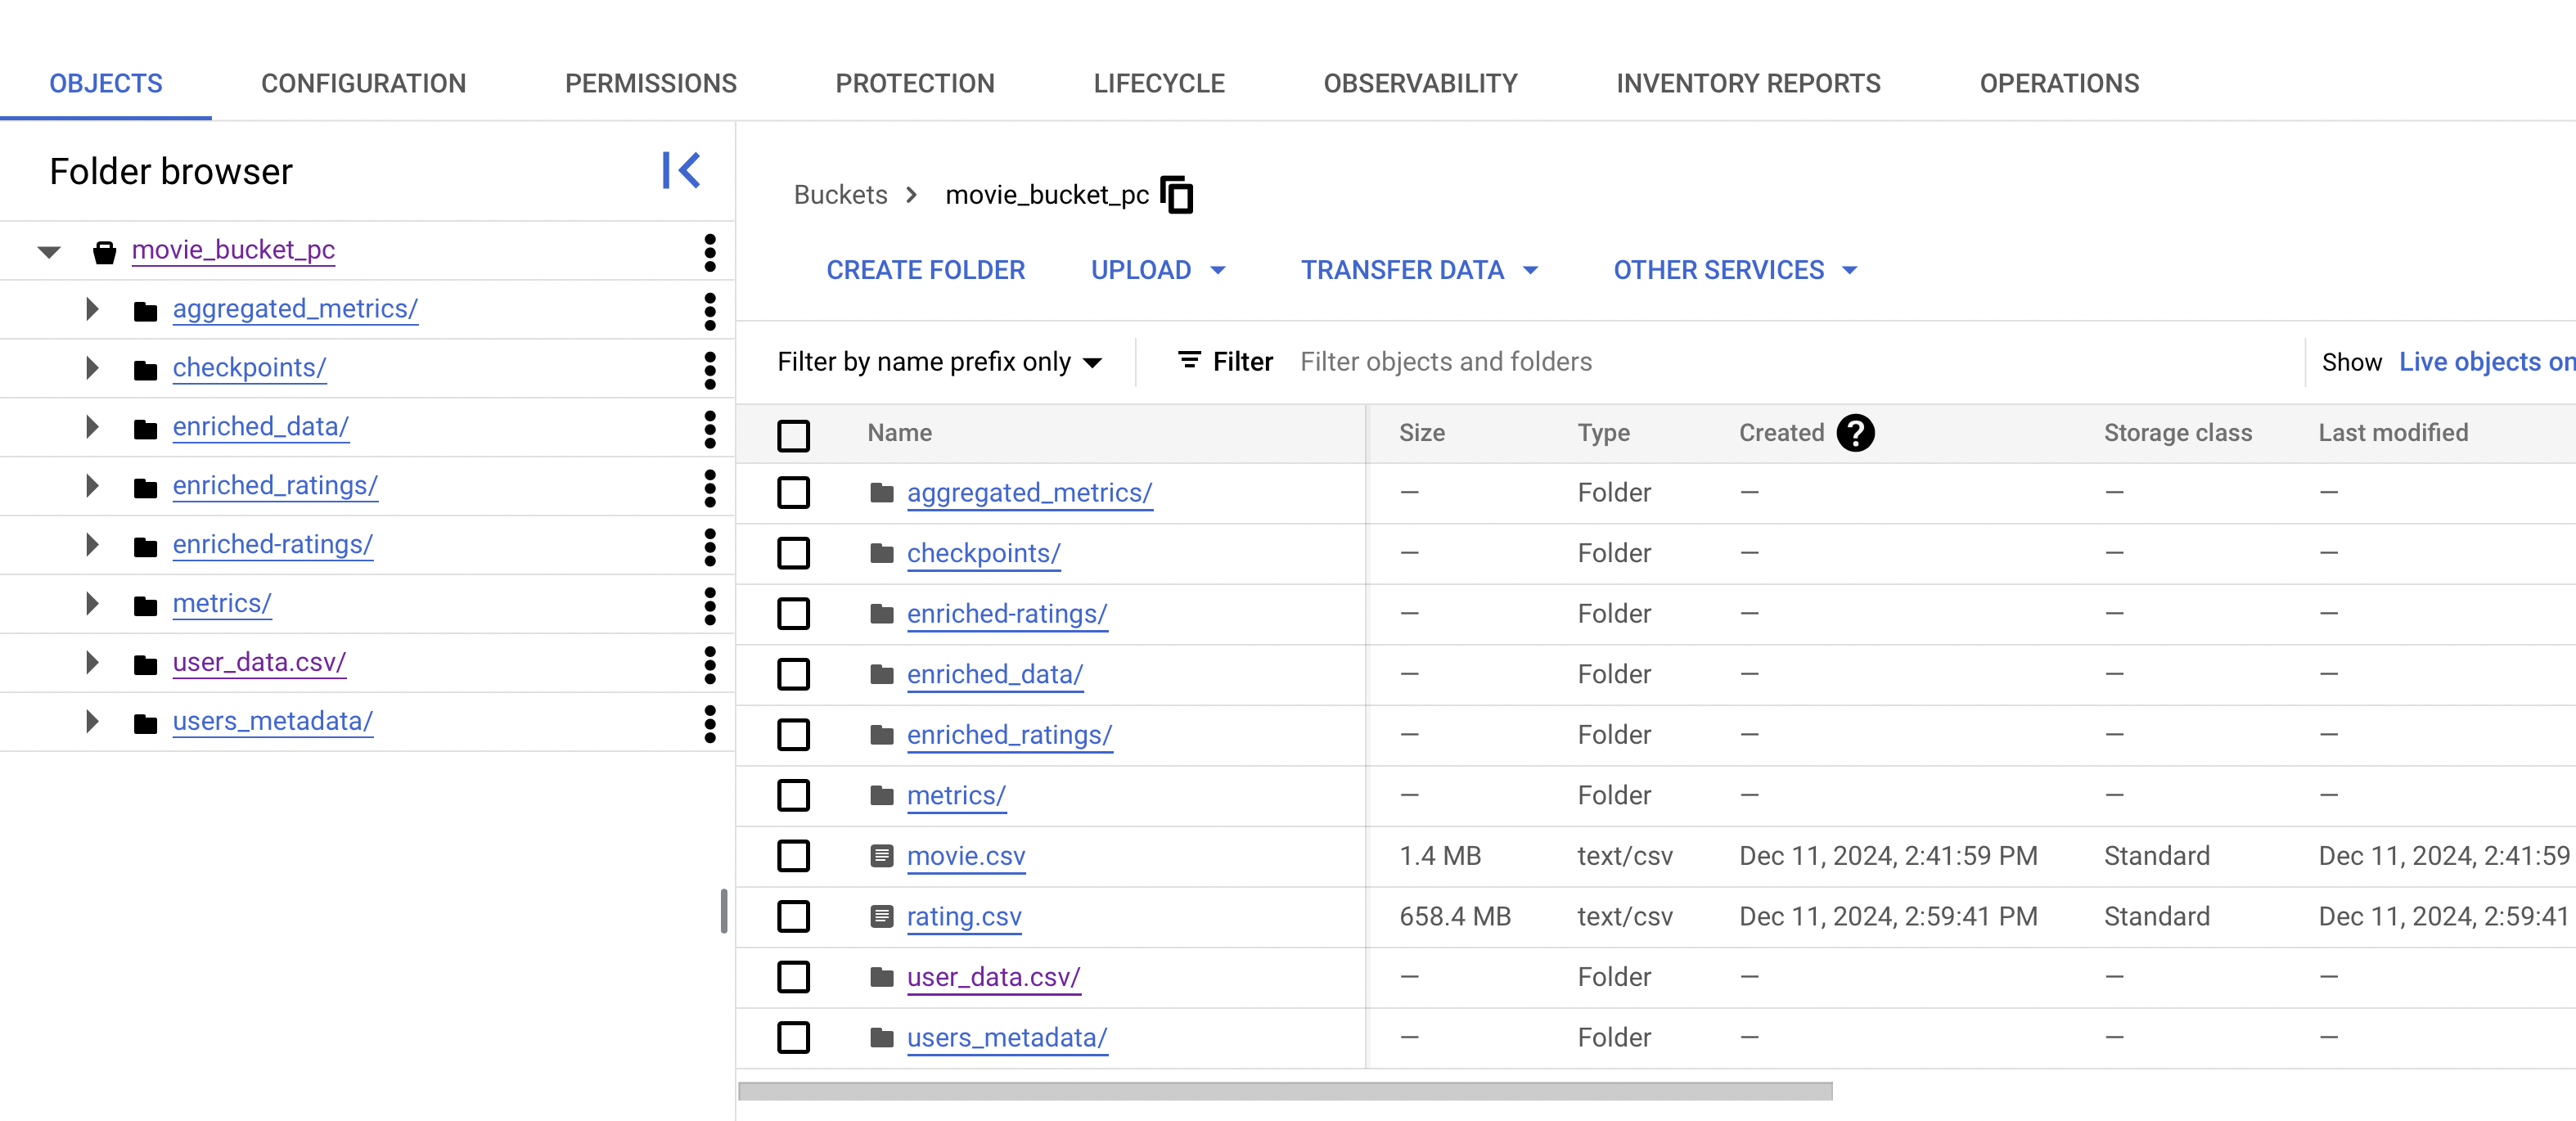 OBJECTS CONFIGURATION PERMISSIONS PROTECTION LIFECYCLE OBSERVABILITY INVENTORY REPORTS OPERATIONS
Folder browser
movie_bucket_pc
aggregated_metrics/
checkpoints/
enriched_data/
enriched_ratings/
enriched-ratings/
metrics/
user_data.csv/
users_metadata/
Buckets > movie_bucket_pc
CREATE FOLDER UPLOAD TRANSFER DATA OTHER SERVICES
Filter by name prefix only Filter Filter objects and folders Show Live objects on
Name Size Type Created ? Storage class Last modified
aggregated_metrics/ — Folder — — —
checkpoints/ — Folder — — —
enriched-ratings/ — Folder — — —
enriched_data/ — Folder — — —
enriched_ratings/ — Folder — — —
metrics/ — Folder — — —
movie.csv 1.4 MB text/csv Dec 11, 2024, 2:41:59 PM Standard Dec 11, 2024, 2:41:59
rating.csv 658.4 MB text/csv Dec 11, 2024, 2:59:41 PM Standard Dec 11, 2024, 2:59:41
user_data.csv/ — Folder — — —
users_metadata/ — Folder — — —